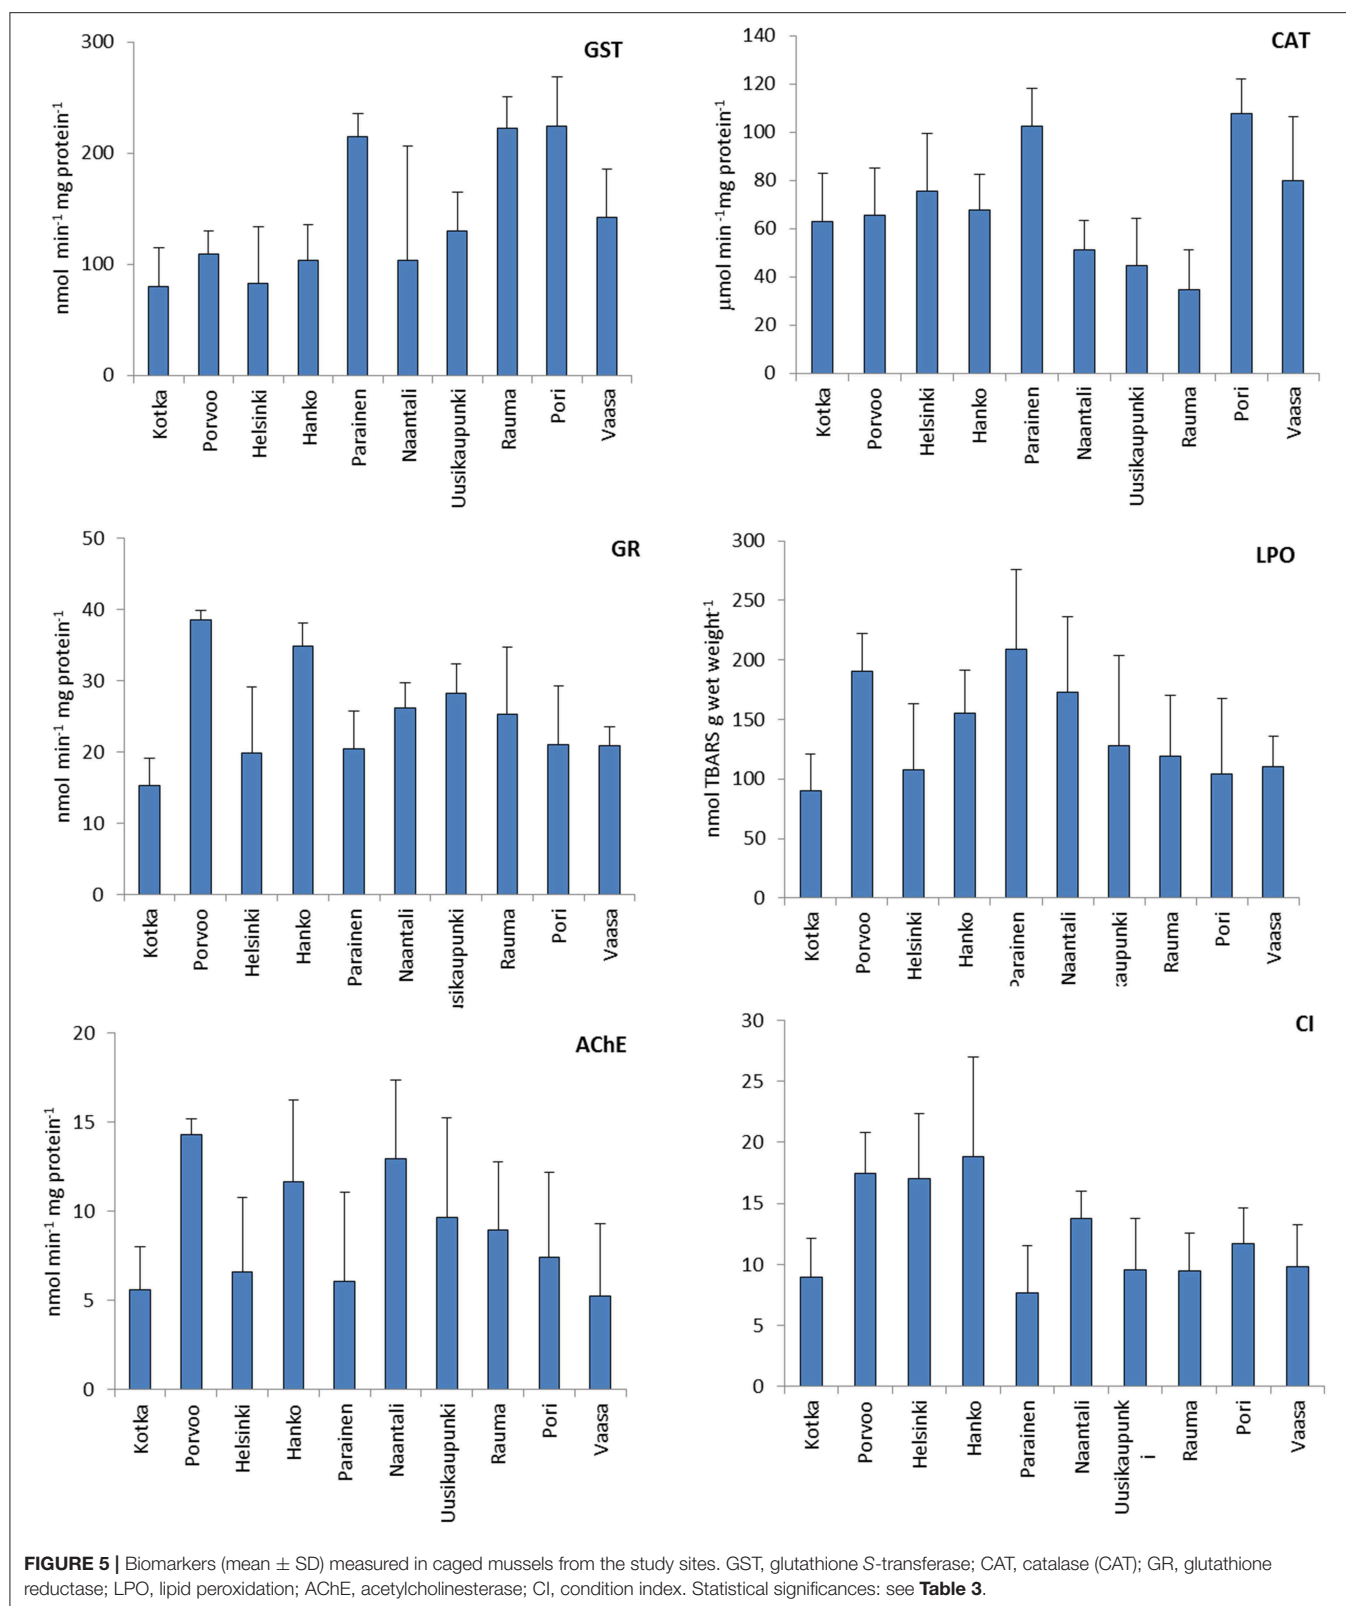 GST
nmol min-1 mg protein-1
300
200
100
0
Kotka
Porvoo
Helsinki
Hanko
Parainen
Naantali
Uusikaupunki
Rauma
Pori
Vaasa
CAT
µmol min -1mg protein-1
140
120
100
80
60
40
20
0
Kotka
Porvoo
Helsinki
Hanko
Parainen
Naantali
Uusikaupunki
Rauma
Pori
Vaasa
GR
nmol min-1 mg protein-1
50
40
30
20
10
0
Kotka
Porvoo
Helsinki
Hanko
Parainen
Naantali
usikaupunki
Rauma
Pori
Vaasa
LPO
nmol TBARS g wet weight-1
300
250
200
150
100
50
0
Kotka
Porvoo
Helsinki
Hanko
Parainen
Naantali
kaupunki
Rauma
Pori
Vaasa
AChE
nmol min-1 mg protein-1
20
15
10
5
0
Kotka
Porvoo
Helsinki
Hanko
Parainen
Naantali
Uusikaupunki
Rauma
Pori
Vaasa
CI
30
25
20
15
10
5
0
Kotka
Porvoo
Helsinki
Hanko
Parainen
Naantali
Uusikaupunk
i
Rauma
Pori
Vaasa
FIGURE 5 | Biomarkers (mean ± SD) measured in caged mussels from the study sites. GST, glutathione S-transferase; CAT, catalase (CAT); GR, glutathione
reductase; LPO, lipid peroxidation; AChE, acetylcholinesterase; CI, condition index. Statistical significances: see Table 3.